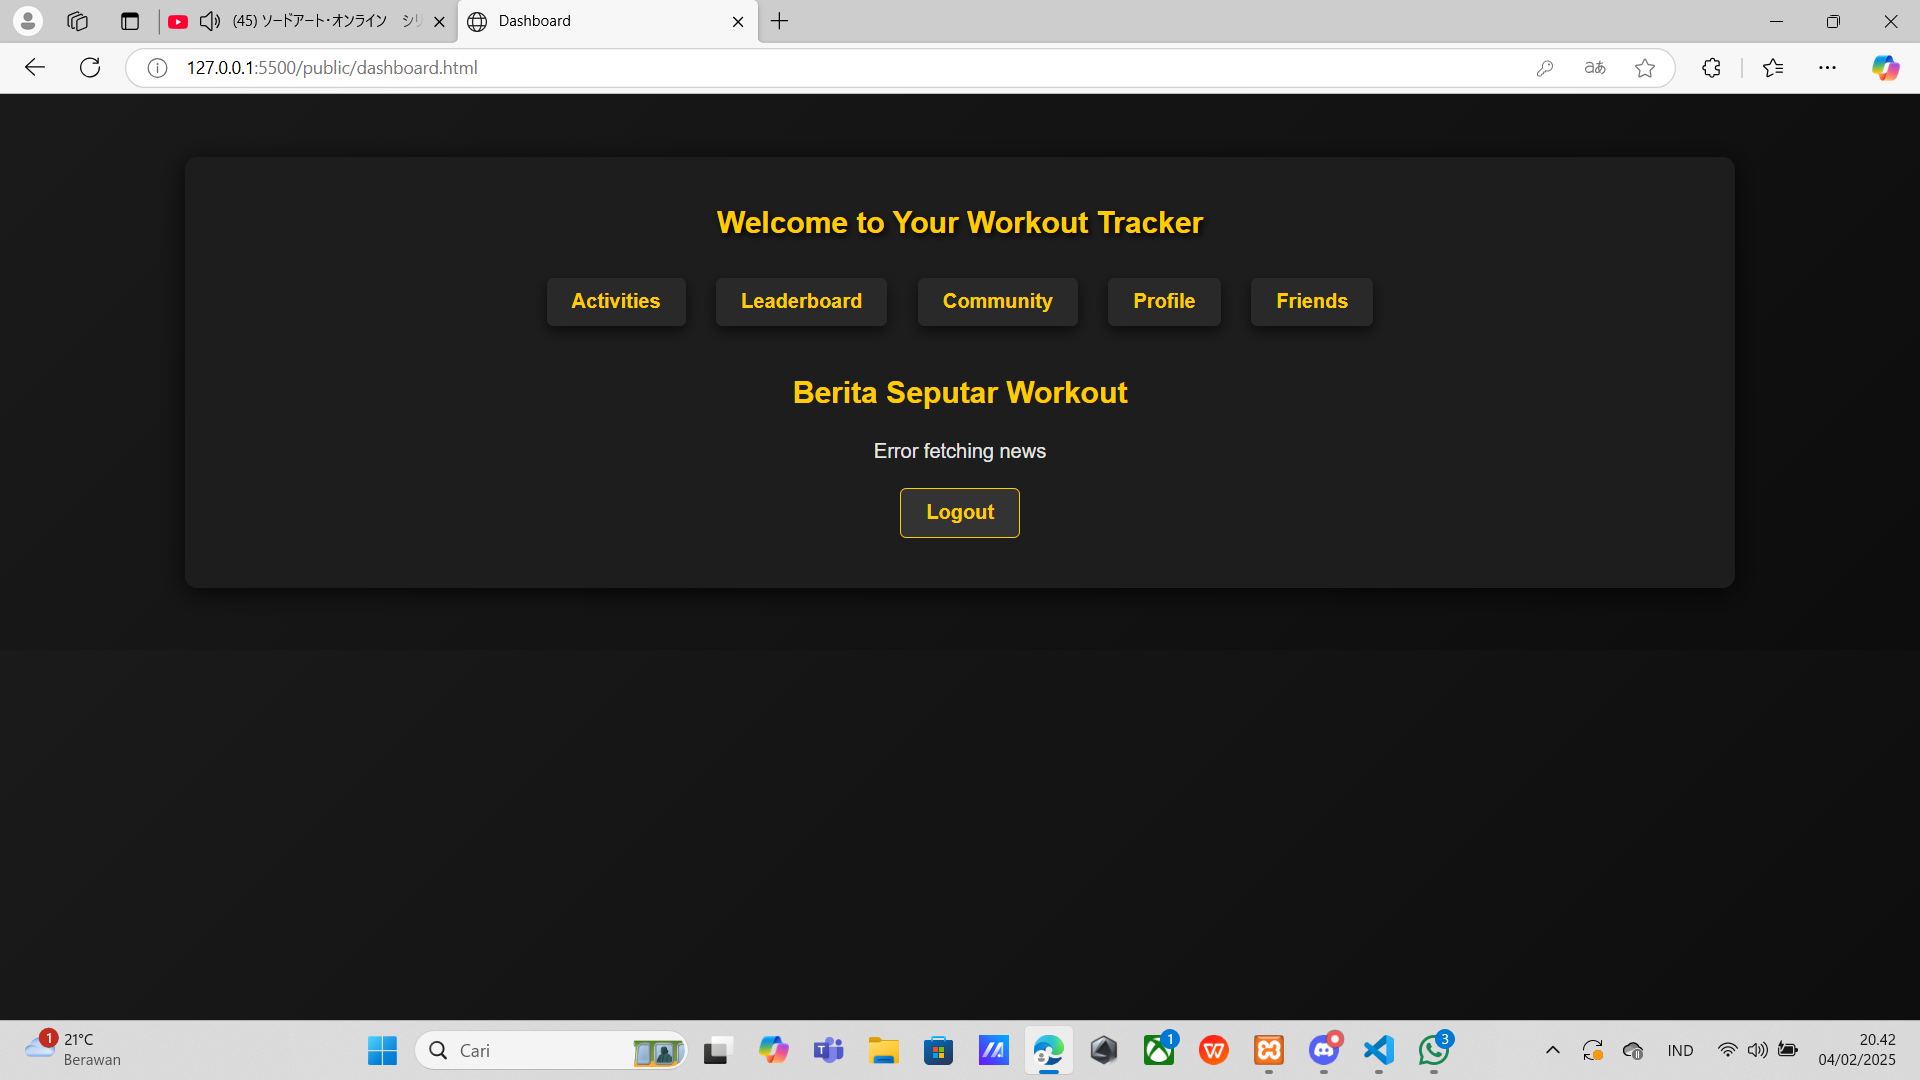 (45) ソードアート・オンライン シリ
Dashboard
127.0.0.1:5500/public/dashboard.html
aあ
Welcome to Your Workout Tracker
Activities
Leaderboard
Community
Profile
Friends
Berita Seputar Workout
Error fetching news
Logout
1
21°C
Berawan
Cari
1
3
IND
20.42
04/02/2025